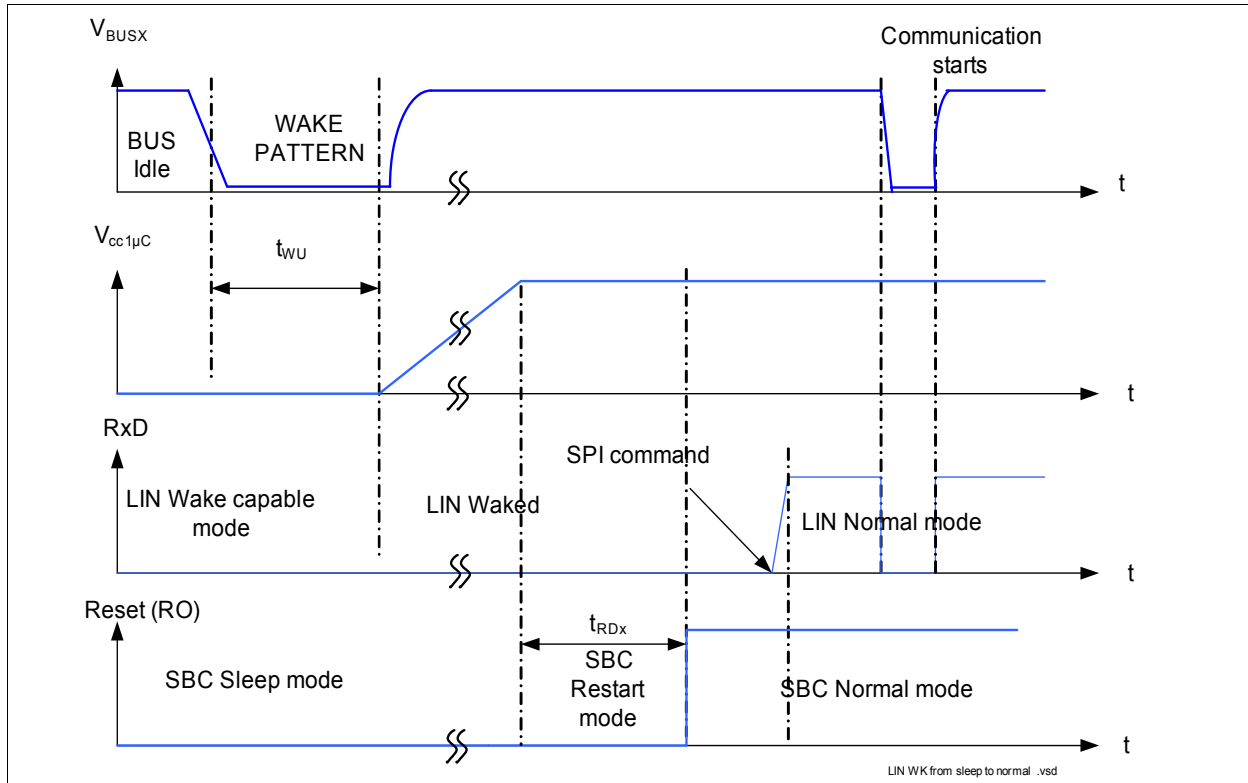 V_BUSX
Communication
starts
BUS
Idle
WAKE
PATTERN
t
V_cc1µC
t_WU
t
RxD
SPI command
LIN Wake capable
mode
LIN Waked
LIN Normal mode
t
Reset (RO)
t_RDx
SBC Sleep mode
SBC
Restart
mode
SBC Normal mode
t
LIN WK from sleep to normal .vsd